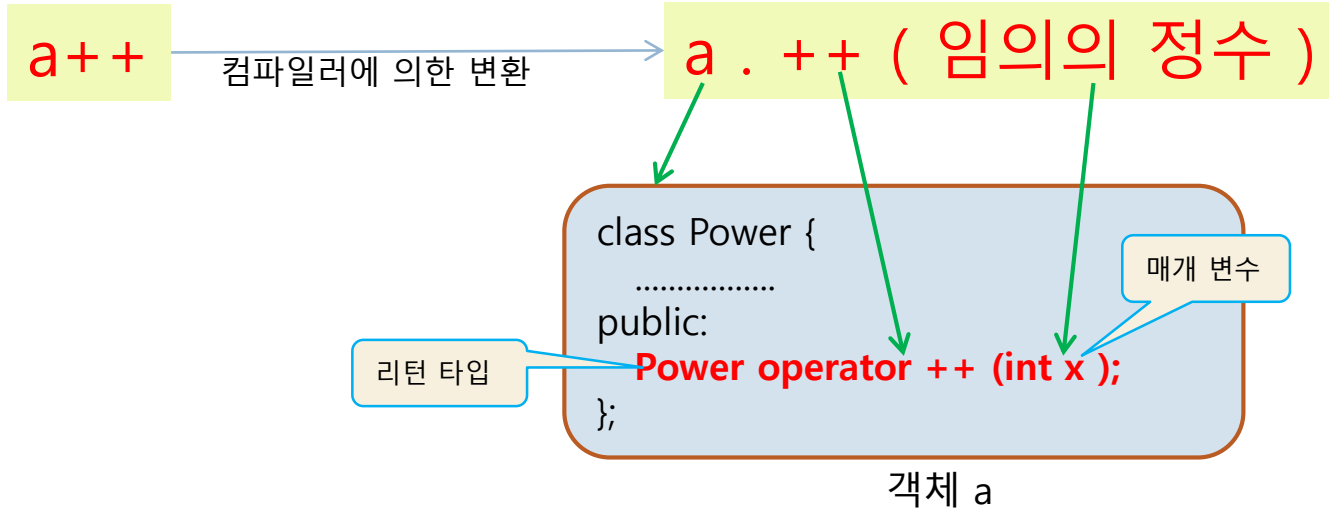 a++
컴파일러에 의한 변환
a . ++ ( 임의의 정수 )
class Power {
.................
매개 변수
public:
리턴 타입
Power operator ++ (int x );
};
객체 a